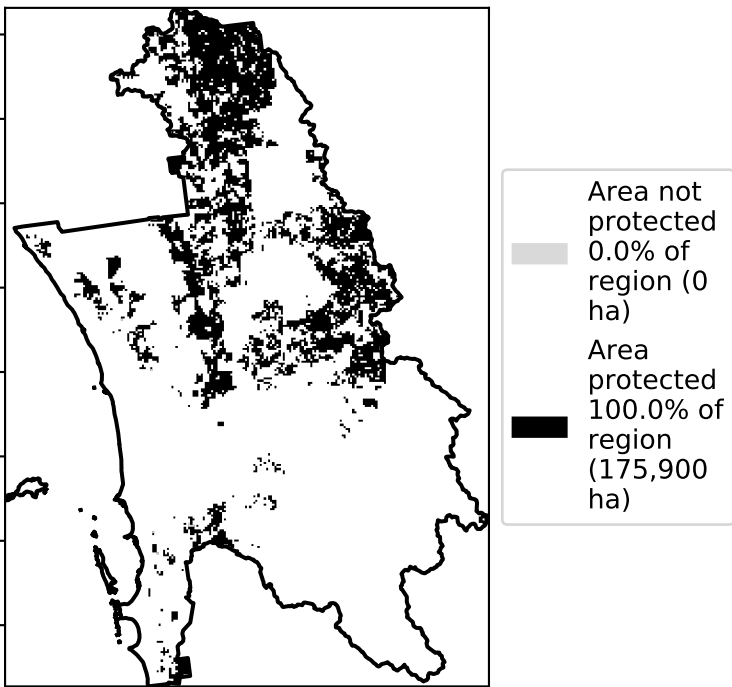 Area not
protected
0.0% of
region (0
ha)
Area
protected
100.0% of
region
(175,900
ha)